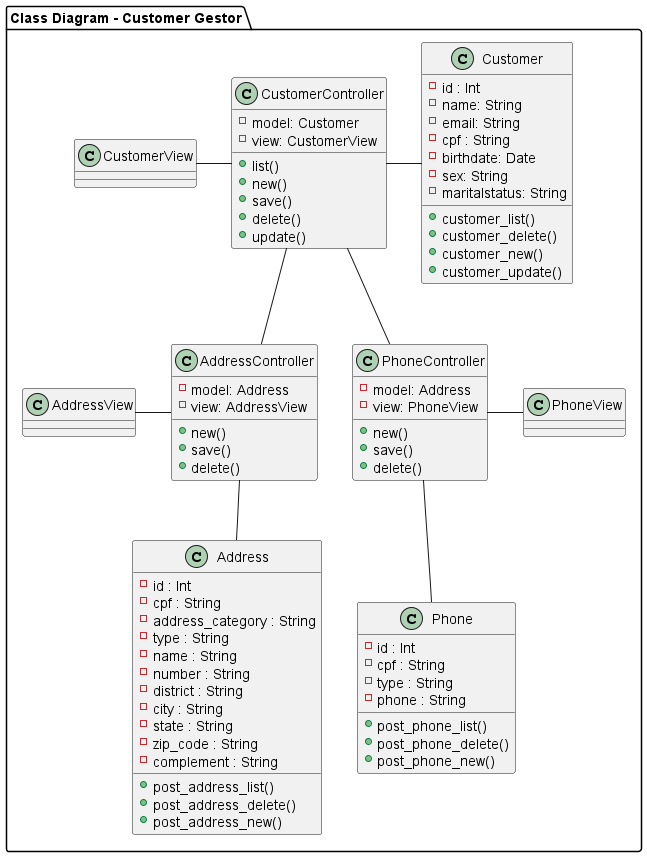 Class Diagram - Customer Gestor
C Customer
id : Int
name: String
email: String
cpf : String
birthdate: Date
sex: String
maritalstatus: String
customer_list()
customer_delete()
customer_new()
customer_update()
C CustomerController
model: Customer
view: CustomerView
list()
new()
save()
delete()
update()
C CustomerView
C AddressController
model: Address
view: AddressView
new()
save()
delete()
C PhoneController
model: Address
view: PhoneView
new()
save()
delete()
C AddressView
C PhoneView
C Address
id : Int
cpf : String
address_category : String
type : String
name : String
number : String
district : String
city : String
state : String
zip_code : String
complement : String
post_address_list()
post_address_delete()
post_address_new()
C Phone
id : Int
cpf : String
type : String
phone : String
post_phone_list()
post_phone_delete()
post_phone_new()